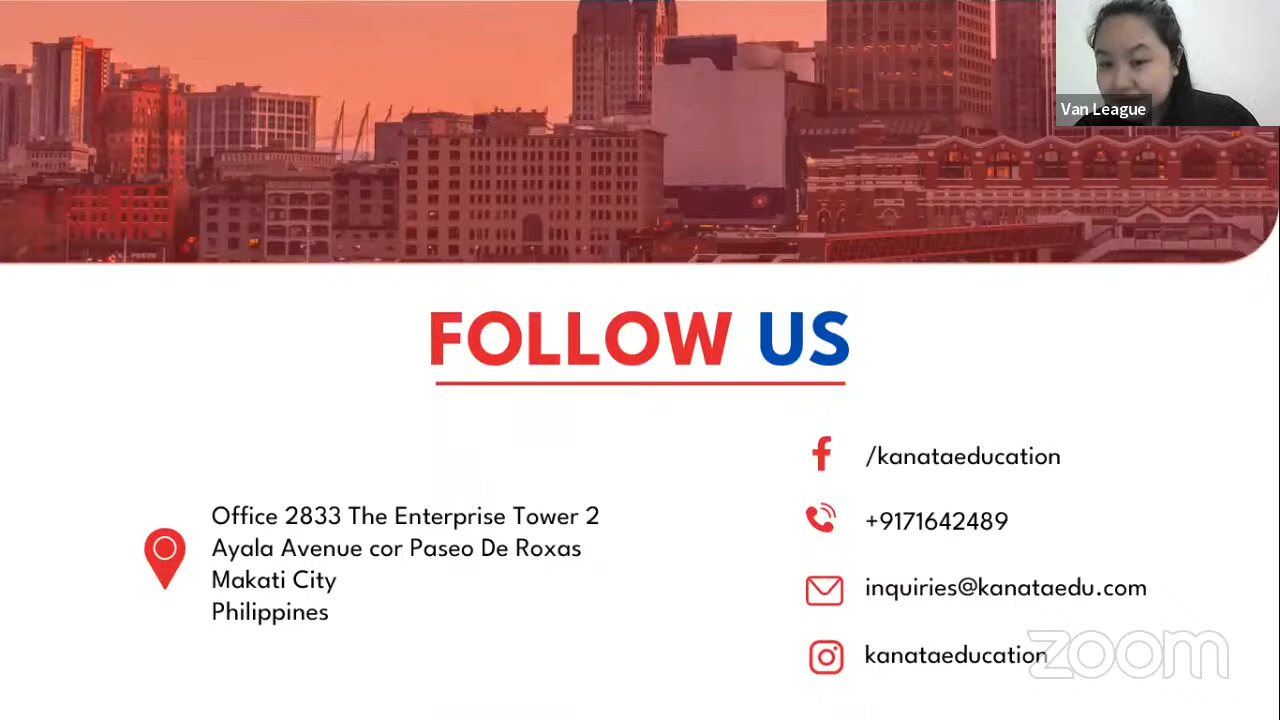 Van League
FOLLOW US
Office 2833 The Enterprise Tower 2
Ayala Avenue cor Paseo De Roxas
Makati City
Philippines
/kanataeducation
+9171642489
inquiries@kanataedu.com
kanataeducation
zoom